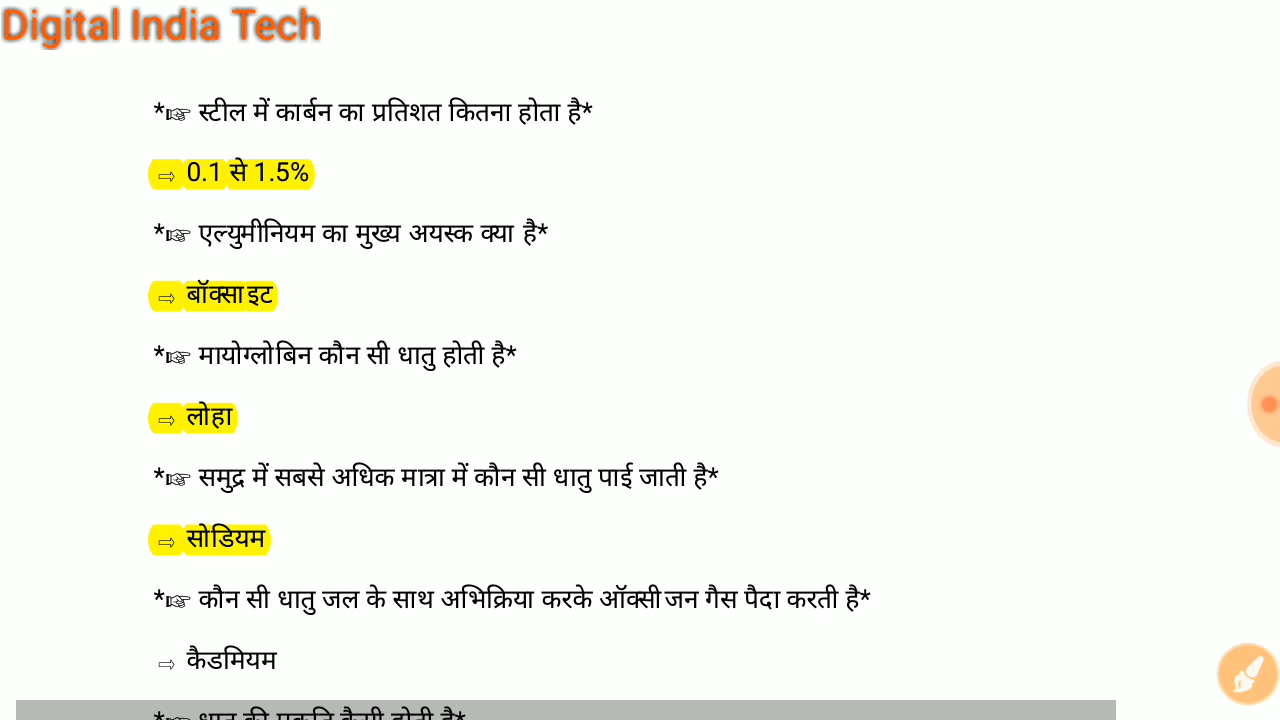 Digital India Tech
*☞ स्टील में कार्बन का प्रतिशत कितना होता है*
⇨ 0.1 से 1.5%
*☞ एल्युमीनियम का मुख्य अयस्क क्या है*
⇨ बॉक्साइट
*☞ मायोग्लोबिन कौन सी धातु होती है*
⇨ लोहा
*☞ समुद्र में सबसे अधिक मात्रा में कौन सी धातु पाई जाती है*
⇨ सोडियम
*☞ कौन सी धातु जल के साथ अभिक्रिया करके ऑक्सीजन गैस पैदा करती है*
⇨ कैडमियम
*☞ धातु की प्रकृति कैसी होती है*